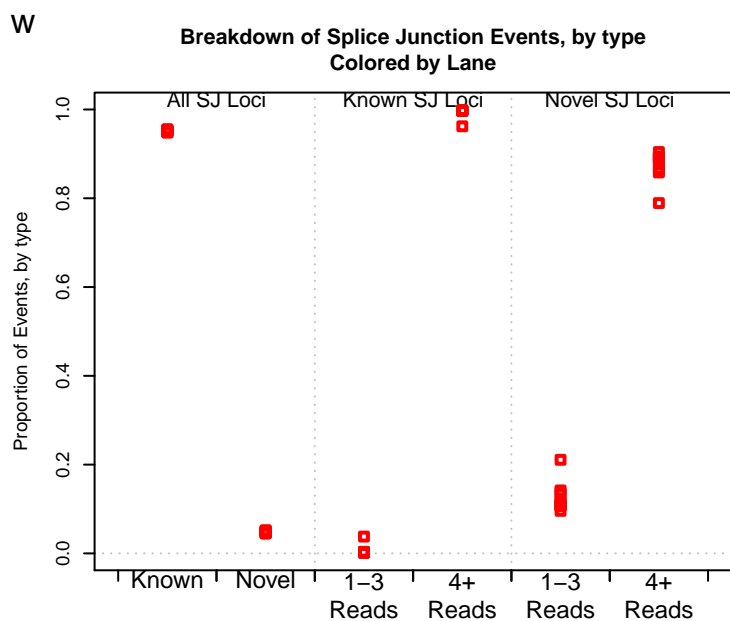 W
Breakdown of Splice Junction Events, by type
Colored by Lane
All SJ Loci Known SJ Loci Novel SJ Loci
Proportion of Events, by type
1.0
0.8
0.6
0.4
0.2
0.0
Known Novel 1−3 4+ 1−3 4+
Reads Reads Reads Reads